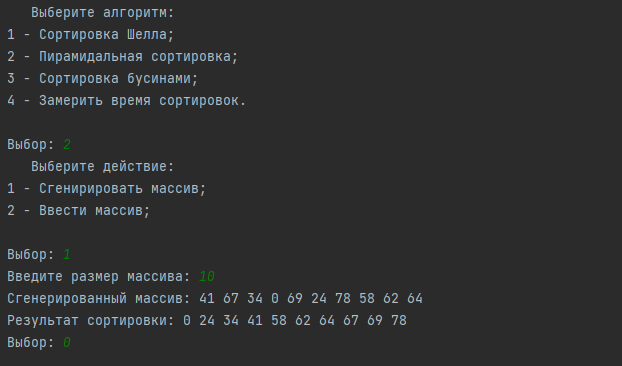 Выберите алгоритм:
1 - Сортировка Шелла;
2 - Пирамидальная сортировка;
3 - Сортировка бусинами;
4 - Замерить время сортировок.
Выбор: 2
Выберите действие:
1 - Сгенирировать массив;
2 - Ввести массив;
Выбор: 1
Введите размер массива: 10
Сгенерированный массив: 41 67 34 0 69 24 78 58 62 64
Результат сортировки: 0 24 34 41 58 62 64 67 69 78
Выбор: 0